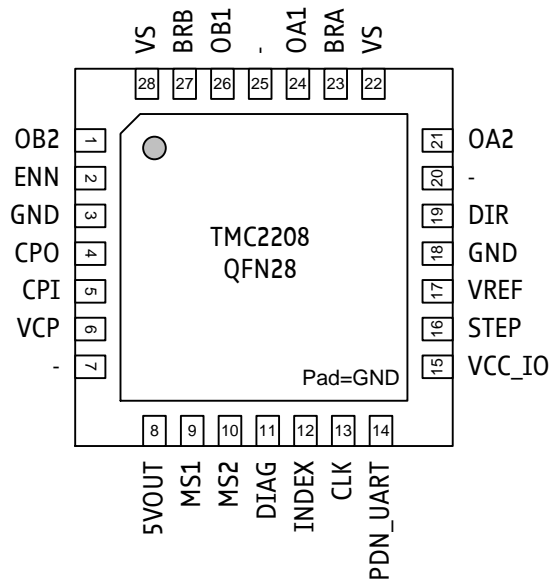 VS
BRB
OB1
-
OA1
BRA
VS
28
27
26
25
24
23
22
OB2 1
ENN 2
GND 3
CPO 4
CPI 5
VCP 6
- 7
TMC2208
QFN28
Pad=GND
21 OA2
20 -
19 DIR
18 GND
17 VREF
16 STEP
15 VCC_IO
8
9
10
11
12
13
14
5VOUT
MS1
MS2
DIAG
INDEX
CLK
PDN_UART